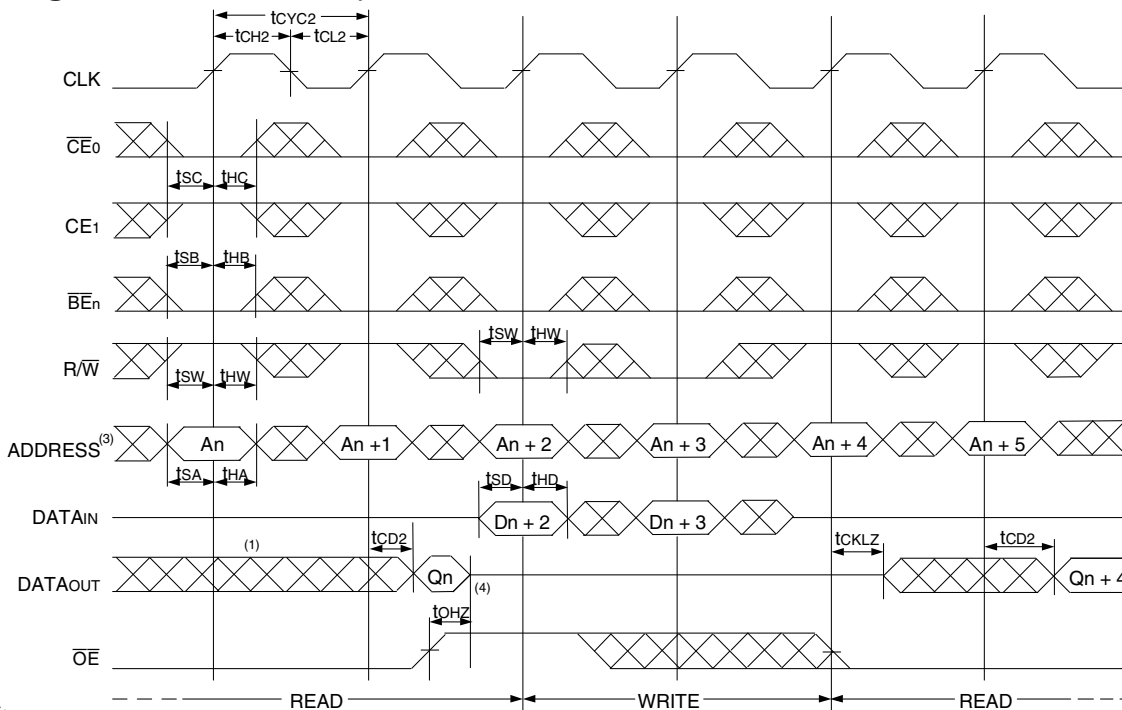 tCYC2
tCH2 tCL2
CLK
CE0
tSC tHC
CE1
tSB tHB
BEn
tSW tHW
R/W
tSW tHW
ADDRESS(3) An An +1 An + 2 An + 3 An + 4 An + 5
tSA tHA
tSD tHD
DATAIN Dn + 2 Dn + 3
tCD2 tCKLZ tCD2
(1)
DATAOUT Qn (4) Qn + 4
tOHZ
OE
READ WRITE READ